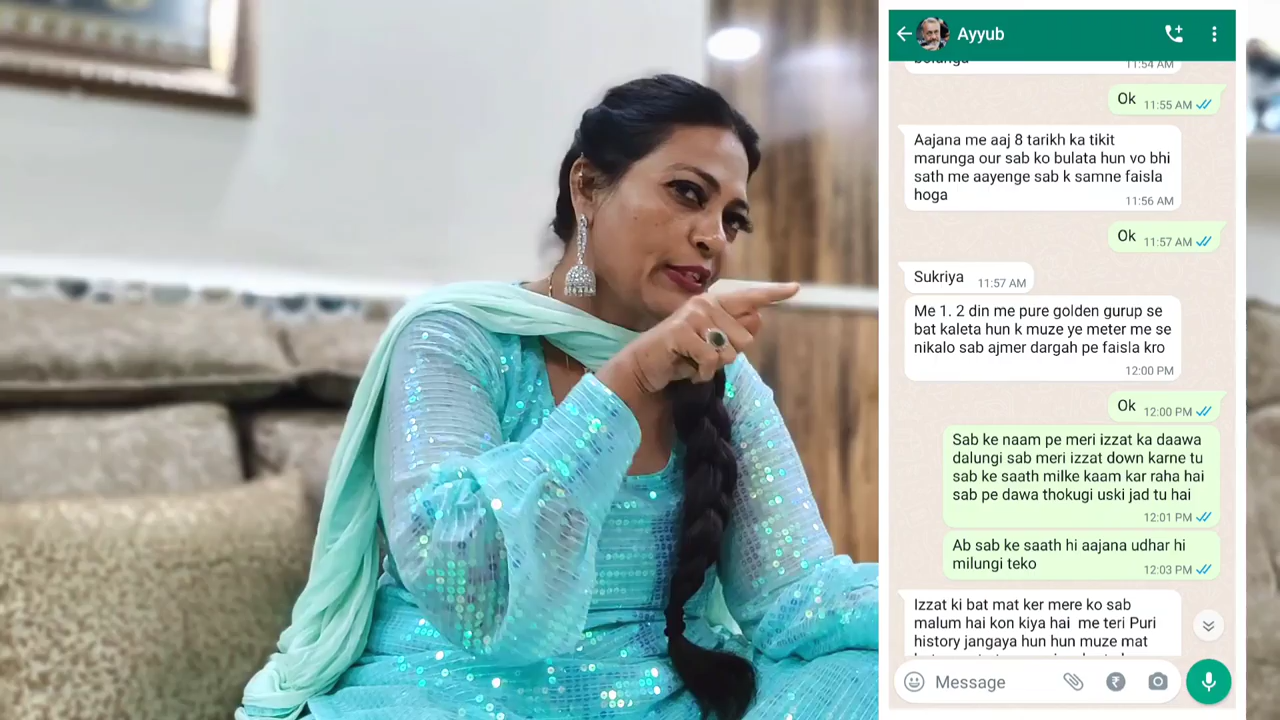 Ayyub
11:54 AM
Ok 11:55 AM
Aajana me aaj 8 tarikh ka tikit
marunga our sab ko bulata hun vo bhi
sath me aayenge sab k samne faisla
hoga
11:56 AM
Ok 11:57 AM
Sukriya 11:57 AM
Me 1. 2 din me pure golden gurup se
bat kaleta hun k muze ye meter me se
nikalo sab ajmer dargah pe faisla kro
12:00 PM
Ok 12:00 PM
Sab ke naam pe meri izzat ka daawa
dalungi sab meri izzat down karne tu
sab ke saath milke kaam kar raha hai
sab pe dawa thokugi uski jad tu hai
12:01 PM
Ab sab ke saath hi aajana udhar hi
milungi teko 12:03 PM
Izzat ki bat mat ker mere ko sab
malum hai kon kiya hai me teri Puri
history jangaya hun hun muze mat
Message